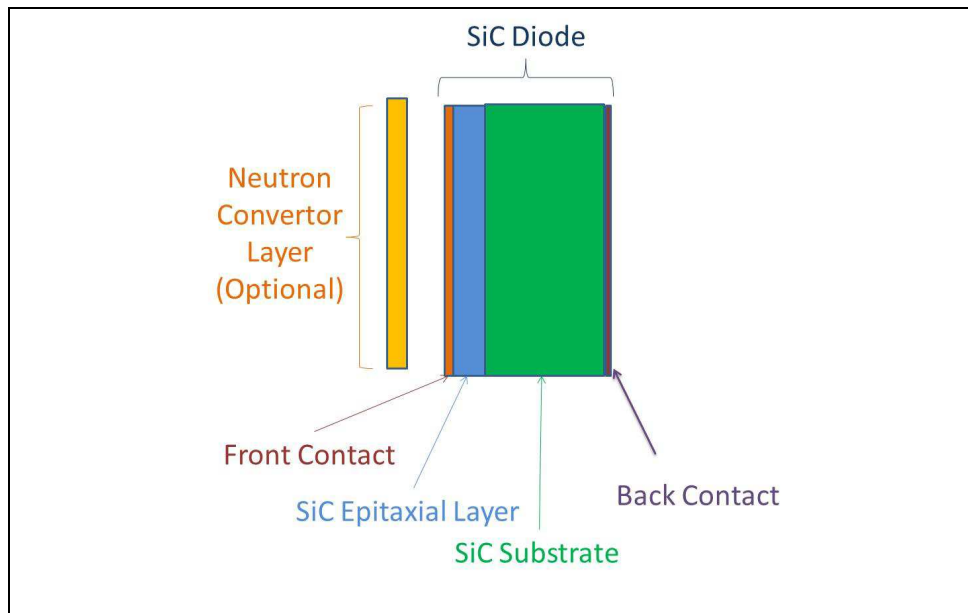 SiC Diode
Neutron
Convertor
Layer
(Optional)
Front Contact
SiC Epitaxial Layer
Back Contact
SiC Substrate